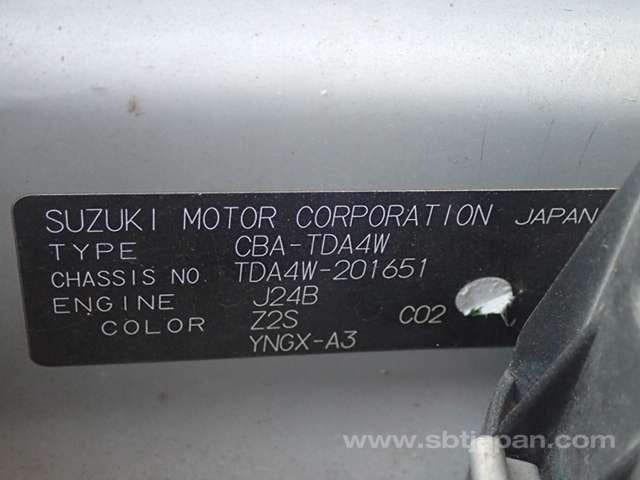 SUZUKI MOTOR CORPORATION JAPAN
TYPE CBA-TDA4W
CHASSIS NO. TDA4W-201651
ENGINE J24B
COLOR Z2S CO2
YNGX-A3
www.sbtjapan.com